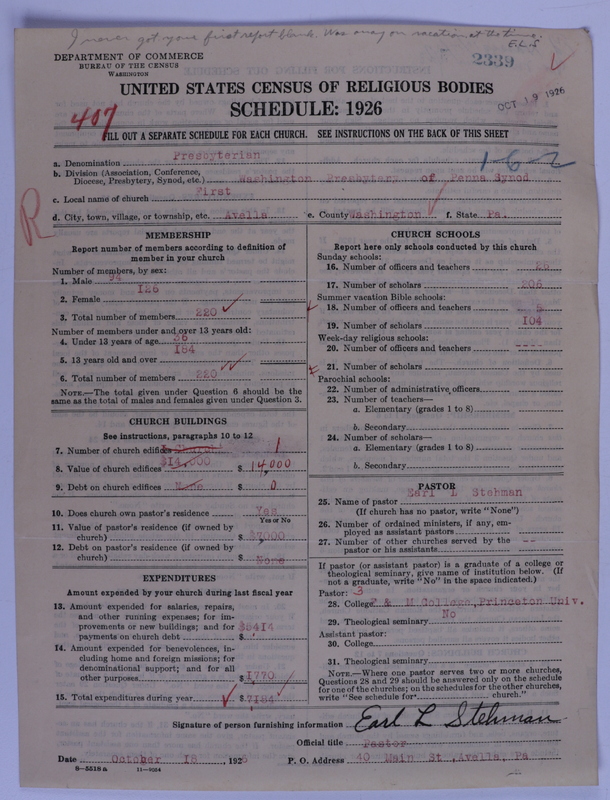 I never got your first report blank. Was away on vacation at the time.
E.L.S
DEPARTMENT OF COMMERCE
BUREAU OF THE CENSUS
WASHINGTON
2339
UNITED STATES CENSUS OF RELIGIOUS BODIES
SCHEDULE: 1926
OCT 19 1926
407
FILL OUT A SEPARATE SCHEDULE FOR EACH CHURCH. SEE INSTRUCTIONS ON THE BACK OF THIS SHEET
a. Denomination Presbyterian
1-6-2
b. Division (Association, Conference, Diocese, Presbytery, Synod, etc.) Washington Presbytery of Penna Synod
c. Local name of church First
d. City, town, village, or township, etc. Avella e. County Washington f. State Pa.
R
MEMBERSHIP
Report number of members according to definition of
member in your church
Number of members, by sex:
1. Male 94
2. Female 126
3. Total number of members 220
Number of members under and over 13 years old:
4. Under 13 years of age 36
5. 13 years old and over 184
6. Total number of members 220
NOTE.—The total given under Question 6 should be
same as the total of males and females given under Question 3.
CHURCH BUILDINGS
See instructions, paragraphs 10 to 12
7. Number of church edifices 1 Church 1
8. Value of church edifices $14,000 $ 14,000
9. Debt on church edifices None $ 0
10. Does church own pastor's residence Yes
Yes or No
11. Value of pastor's residence (if owned by
church) $ $7000
12. Debt on pastor's residence (if owned by
church) $ None
EXPENDITURES
Amount expended by your church during last fiscal year
13. Amount expended for salaries, repairs,
and other running expenses; for im-
provements or new buildings; and for
payments on church debt $ $5414
14. Amount expended for benevolences, in-
cluding home and foreign missions; for
denominational support; and for all
other purposes $ 1770
15. Total expenditures during year $ 7184
CHURCH SCHOOLS
Report here only schools conducted by this church
Sunday schools:
16. Number of officers and teachers 25
17. Number of scholars 206
Summer vacation Bible schools:
18. Number of officers and teachers 5
19. Number of scholars 104
Week-day religious schools:
20. Number of officers and teachers ----
21. Number of scholars
Parochial schools:
22. Number of administrative officers
23. Number of teachers—
a. Elementary (grades 1 to 8)
b. Secondary
24. Number of scholars—
a. Elementary (grades 1 to 8)
b. Secondary
PASTOR
25. Name of pastor Earl L Stehman
(If church has no pastor, write "None")
26. Number of ordained ministers, if any, em-
ployed as assistant pastors
27. Number of other churches served by the
pastor or his assistants --
If pastor (or assistant pastor) is a graduate of a college or
theological seminary, give name of institution below. (If
not a graduate, write "No" in the space indicated.)
Pastor: 3
28. College F & M College, Princeton Univ.
29. Theological seminary No
Assistant pastor:
30. College
31. Theological seminary
NOTE.—Where one pastor serves two or more churches,
Questions 28 and 29 should be answered only on the schedule
for one of the churches; on the schedules for the other churches,
write "See schedule for church."
Signature of person furnishing information Earl L Stehman
Official title Pastor
Date October 18, 1926 P. O. Address 40 Main St., Avella, Pa
8—5518 a 11—9024